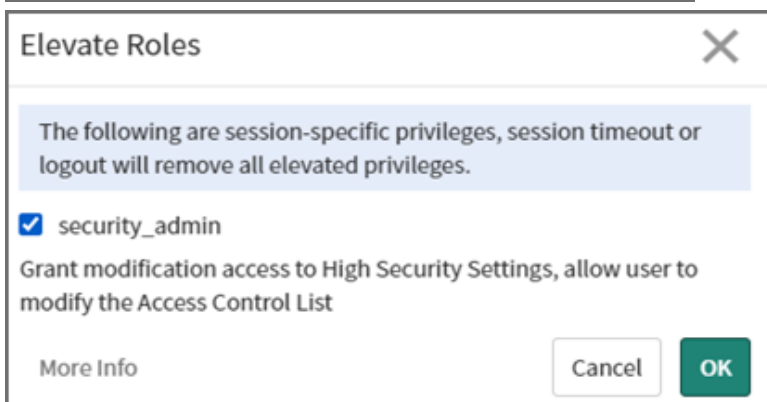 Elevate Roles
The following are session-specific privileges, session timeout or
logout will remove all elevated privileges.
security_admin
Grant modification access to High Security Settings, allow user to
modify the Access Control List
More Info
Cancel
OK